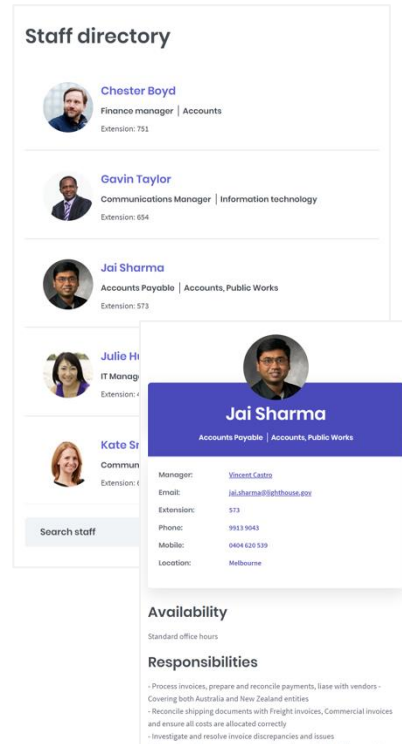 Staff directory
Chester Boyd
Finance manager | Accounts
Extension: 751
Gavin Taylor
Communications Manager | Information technology
Extension: 654
Jai Sharma
Accounts Payable | Accounts, Public Works
Extension: 573
Julie
IT
Extension:
Kate
Extension:
Search staff
Jai Sharma
Accounts Payable | Accounts, Public Works
Manager: Vincent Castro
Email: jai.sharma@lighthouse.gov
Extension: 573
Phone: 9913 9043
Mobile: 0404 620 539
Location: Melbourne
Availability
Standard office hours
Responsibilities
- Process invoices, prepare and reconcile payments, liase with vendors -
Covering both Australia and New Zealand entities
- Reconcile shipping documents with Freight invoices, Commercial invoices
and ensure all costs are allocated correctly
- Investigate and resolve invoice discrepancies and issues